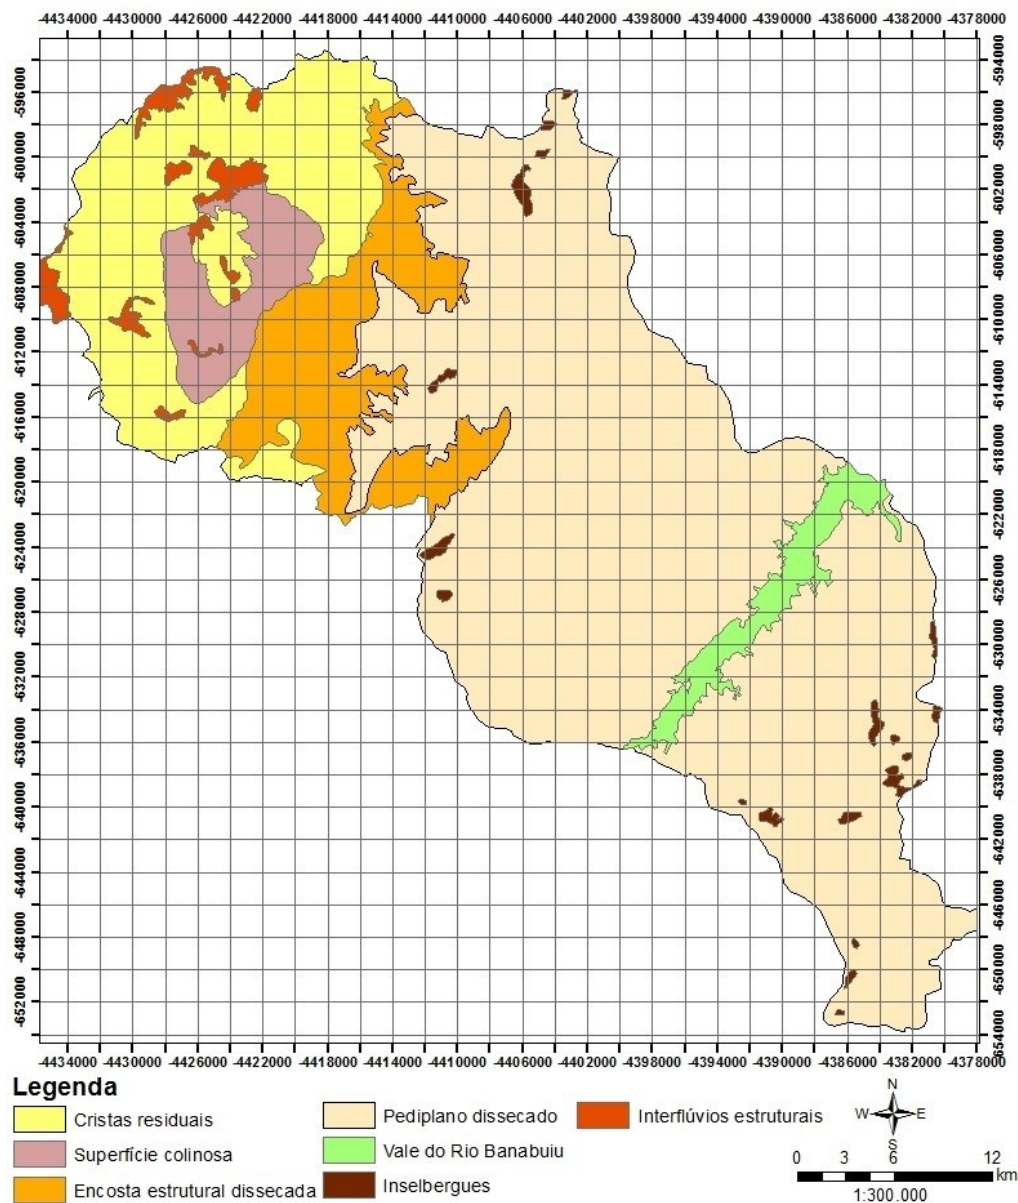 -4434000 -4430000 -4426000 -4422000 -4418000 -4414000 -4410000 -4406000 -4402000 -4398000 -4394000 -4390000 -4386000 -4382000 -4378000
-596000
-600000
-604000
-608000
-612000
-616000
-620000
-624000
-628000
-632000
-636000
-640000
-644000
-648000
-652000
-594000
-598000
-602000
-606000
-610000
-614000
-618000
-622000
-626000
-630000
-634000
-638000
-642000
-646000
-650000
-654000
-4434000 -4430000 -4426000 -4422000 -4418000 -4414000 -4410000 -4406000 -4402000 -4398000 -4394000 -4390000 -4386000 -4382000 -4378000
Legenda
Cristas residuais
Superfície colinosa
Encosta estrutural dissecada
Pediplano dissecado
Vale do Rio Banabuiu
Inselbergues
Interflúvios estruturais
N
W E
S
0 3 6 12
km
1:300.000